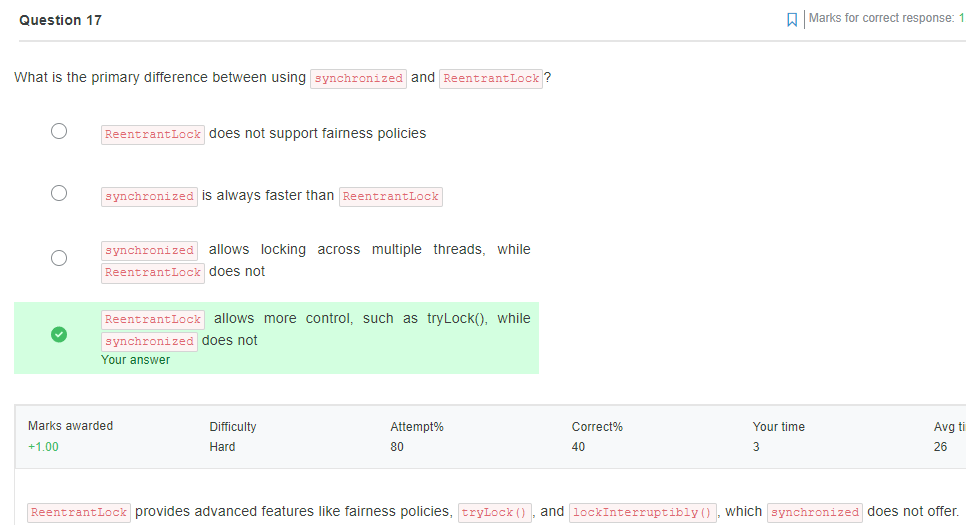 Question 17
Marks for correct response: 1
What is the primary difference between using synchronized and ReentrantLock?
ReentrantLock does not support fairness policies
synchronized is always faster than ReentrantLock
synchronized allows locking across multiple threads, while
ReentrantLock does not
ReentrantLock allows more control, such as tryLock(), while
synchronized does not
Your answer
Marks awarded Difficulty Attempt% Correct% Your time Avg ti
+1.00 Hard 80 40 3 26
ReentrantLock provides advanced features like fairness policies, tryLock(), and lockInterruptibly(), which synchronized does not offer.